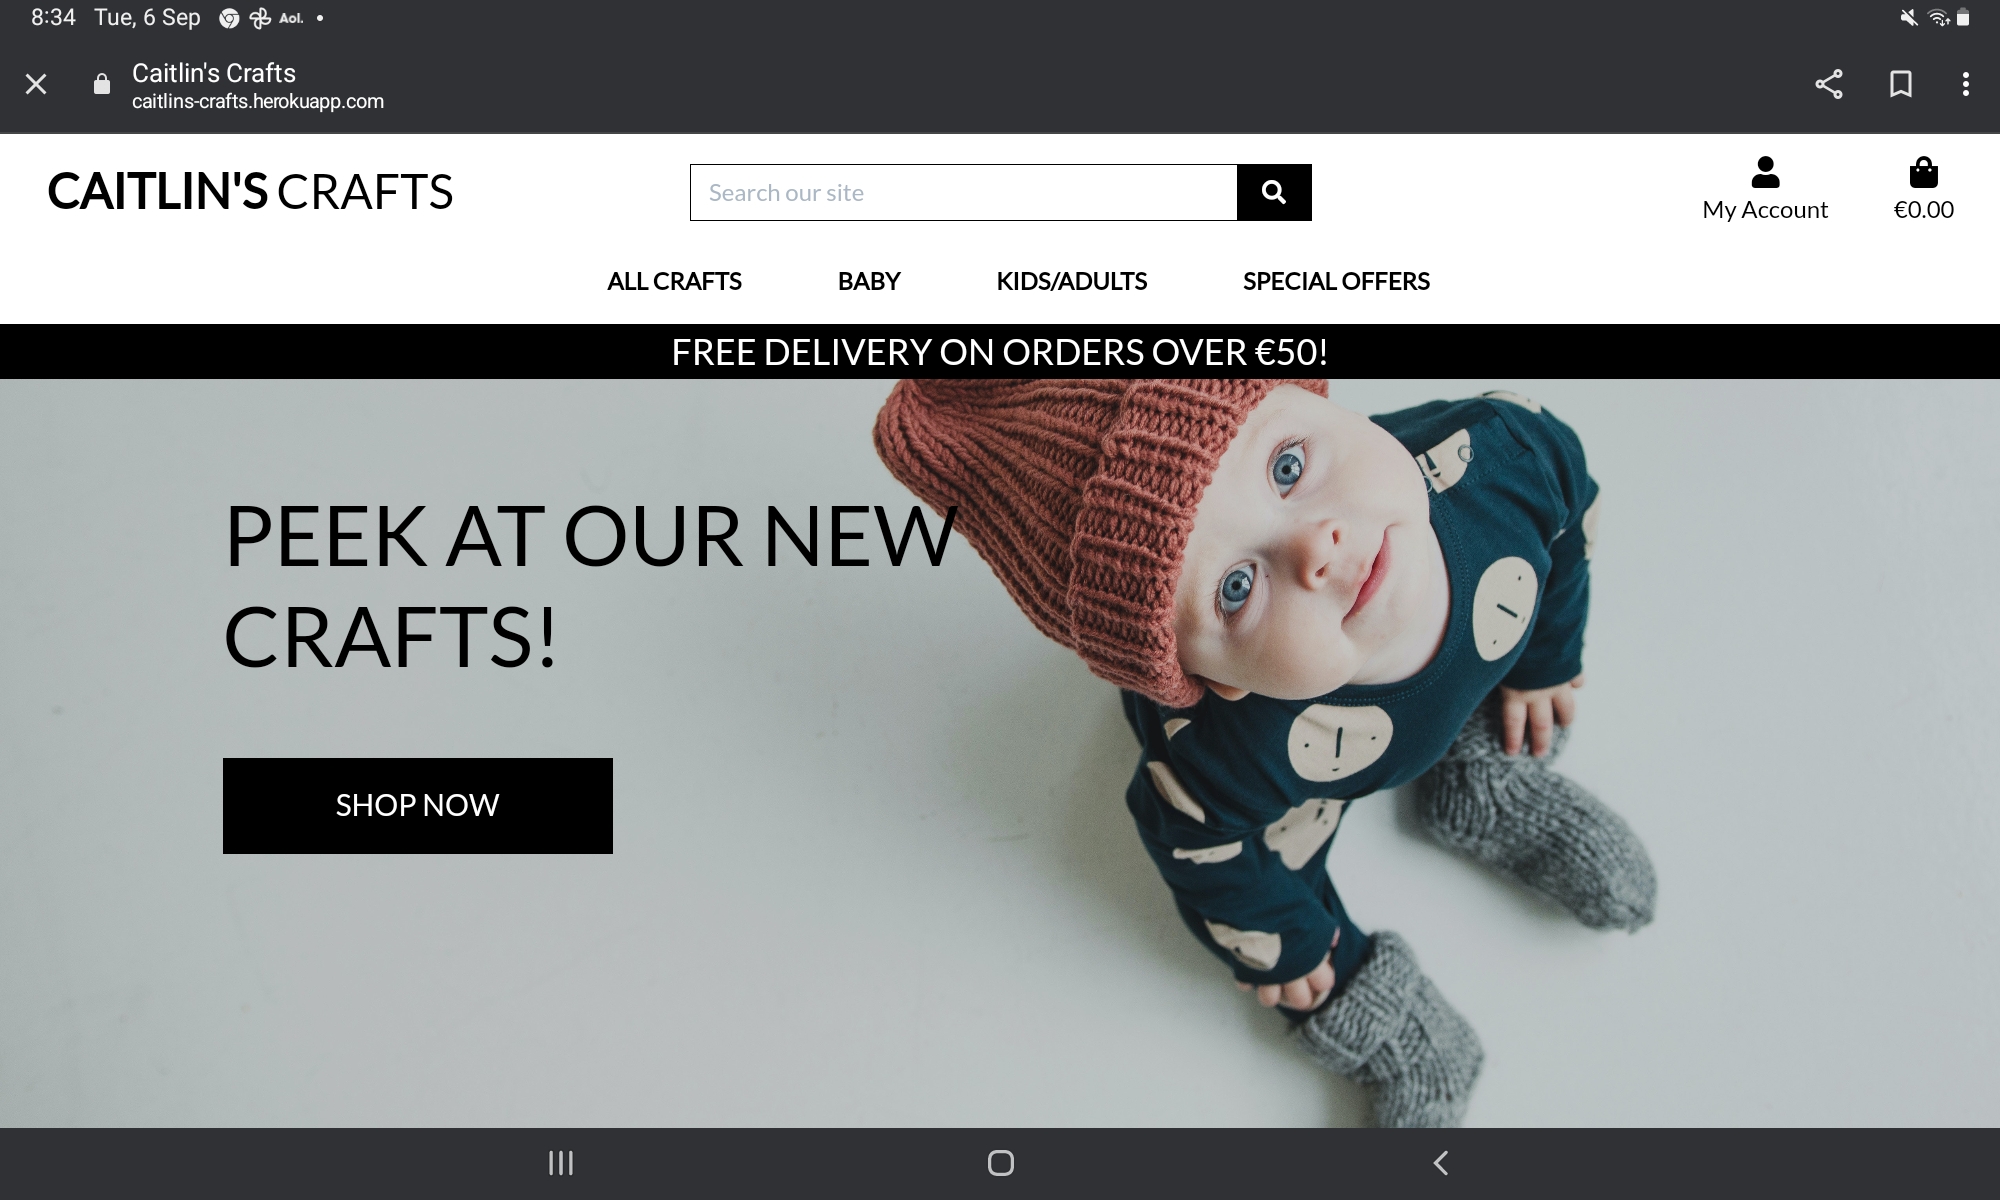 8:34 Tue, 6 Sep Aol.
Caitlin's Crafts
caitlins-crafts.herokuapp.com
CAITLIN'S CRAFTS
Search our site
My Account
€0.00
ALL CRAFTS BABY KIDS/ADULTS SPECIAL OFFERS
FREE DELIVERY ON ORDERS OVER €50!
PEEK AT OUR NEW
CRAFTS!
SHOP NOW